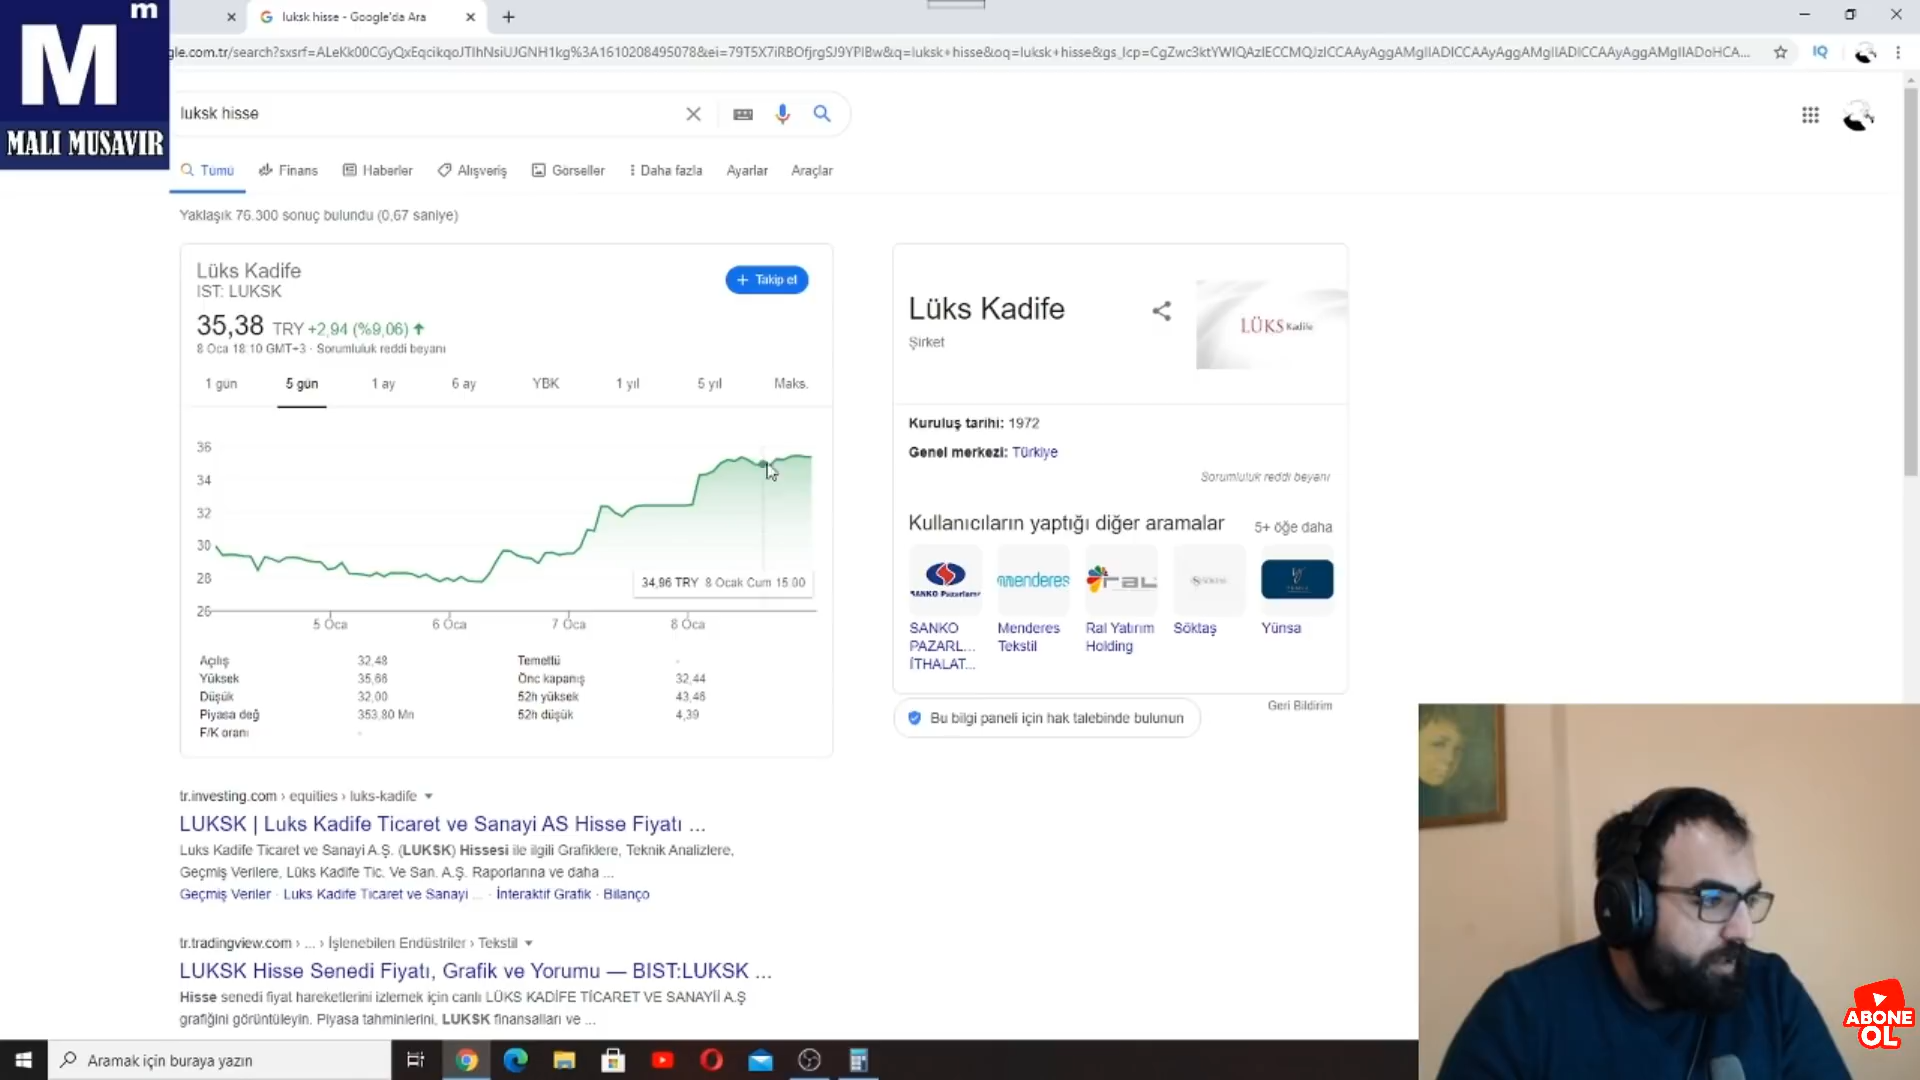 m
M
MALI MUSAVIR
luksk hisse - Google'da Ara
luksk hisse
Tümü Finans Haberler Alışveriş Görseller Daha fazla Ayarlar Araçlar
Yaklaşık 76.300 sonuç bulundu (0,67 saniye)
Lüks Kadife
IST: LUKSK
+ Takip et
35,38 TRY +2,94 (%9,06)
8 Oca 18:10 GMT+3 · Sorumluluk reddi beyanı
1 gün 5 gün 1 ay 6 ay YBK 1 yıl 5 yıl Maks.
36
34
32
30
28
26
34,96 TRY 8 Ocak Cum 15:00
5 Oca 6 Oca 7 Oca 8 Oca
Açılış 32,48 Temettü -
Yüksek 35,66 Önc kapanış 32,44
Düşük 32,00 52h yüksek 43,46
Piyasa değ 353,80 Mn 52h düşük 4,39
F/K oranı -
Lüks Kadife
Şirket
LÜKS Kadife
Kuruluş tarihi: 1972
Genel merkezi: Türkiye
Sorumluluk reddi beyanı
Kullanıcıların yaptığı diğer aramalar 5+ öğe daha
SANKO Pazarlama
menderes
ral
SANKO PAZARL... İTHALAT...
Menderes Tekstil
Ral Yatırım Holding
Söktaş
Yünsa
Bu bilgi paneli için hak talebinde bulunun
Geri Bildirim
tr.investing.com › equities › luks-kadife
LUKSK | Luks Kadife Ticaret ve Sanayi AS Hisse Fiyatı ...
Luks Kadife Ticaret ve Sanayi A.Ş. (LUKSK) Hissesi ile ilgili Grafiklere, Teknik Analizlere,
Geçmiş Verilere, Lüks Kadife Tic. Ve San. A.Ş. Raporlarına ve daha ...
Geçmiş Veriler · Luks Kadife Ticaret ve Sanayi ... · İnteraktif Grafik · Bilanço
tr.tradingview.com › ... › İşlenebilen Endüstriler › Tekstil
LUKSK Hisse Senedi Fiyatı, Grafik ve Yorumu — BIST:LUKSK ...
Hisse senedi fiyat hareketlerini izlemek için canlı LÜKS KADİFE TİCARET VE SANAYİİ A.Ş
grafiğini görüntüleyin. Piyasa tahminlerini, LUKSK finansalları ve ...
Aramak için buraya yazın
ABONE
OL